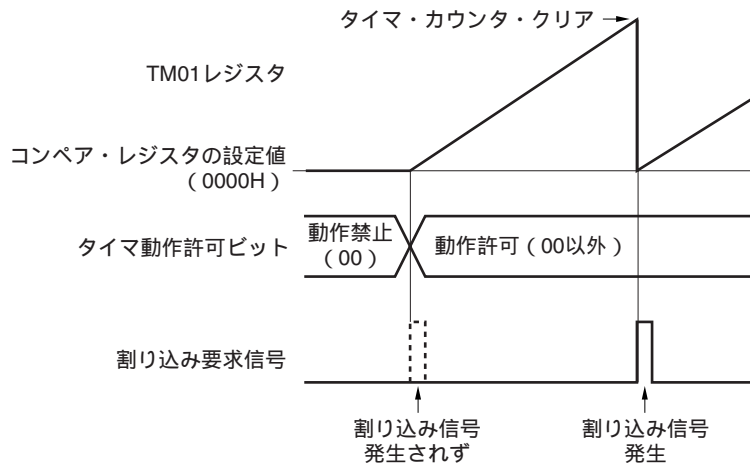 タイマ・カウンタ・クリア
TM01レジスタ
コンペア・レジスタの設定値
（0000H）
タイマ動作許可ビット
動作禁止
（00）
動作許可（00以外）
割り込み要求信号
割り込み信号
発生されず
割り込み信号
発生